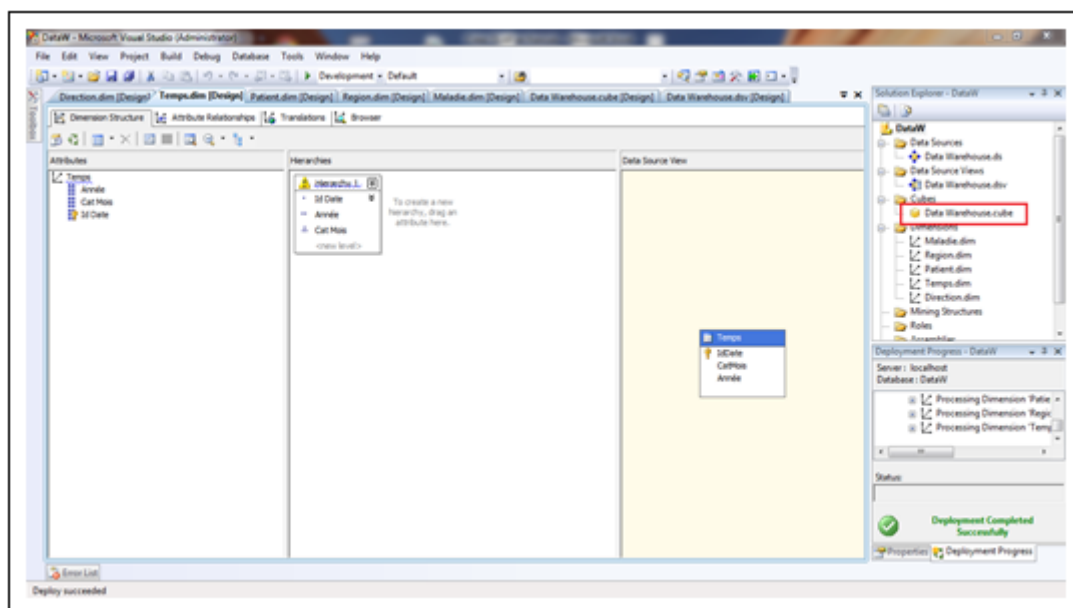 DataW - Microsoft Visual Studio (Administrator)
File Edit View Project Build Debug Database Tools Window Help
Development Default
Direction.dim [Design] Temps.dim [Design] Patient.dim [Design] Region.dim [Design] Maladie.dim [Design] Data Warehouse.cube [Design] Data Warehouse.dsv [Design]
Toolbox
Dimension Structure Attribute Relationships Translations Browser
Attributes
Temps
Année
Cat Mois
Id Date
Hierarchies
Id Date
Année
Cat Mois
<new level>
To create a new
hierarchy, drag an
attribute here.
Data Source View
Temps
IdDate
CatMois
Année
Solution Explorer - DataW
DataW
Data Sources
Data Warehouse.ds
Data Source Views
Data Warehouse.dsv
Cubes
Data Warehouse.cube
Dimensions
Maladie.dim
Region.dim
Patient.dim
Temps.dim
Direction.dim
Mining Structures
Roles
Deployment Progress - DataW
Server : localhost
Database : DataW
Processing Dimension 'Patie
Processing Dimension 'Regic
Processing Dimension 'Temp
Status:
Deployment Completed
Successfully
Properties Deployment Progress
Error List
Deploy succeeded